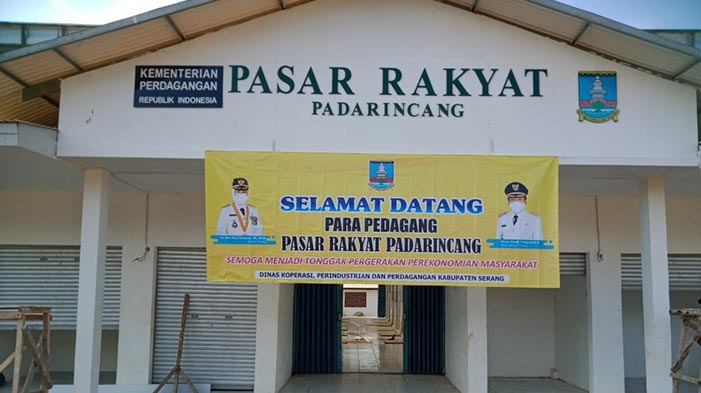 KEMENTERIAN
PERDAGANGAN
REPUBLIK INDONESIA
PASAR RAKYAT
PADARINCANG
SELAMAT DATANG
PARA PEDAGANG
PASAR RAKYAT PADARINCANG
SEMOGA MENJADI TONGGAK PERGERAKAN PEREKONOMIAN MASYARAKAT
DINAS KOPERASI, PERINDUSTRIAN DAN PERDAGANGAN KABUPATEN SERANG